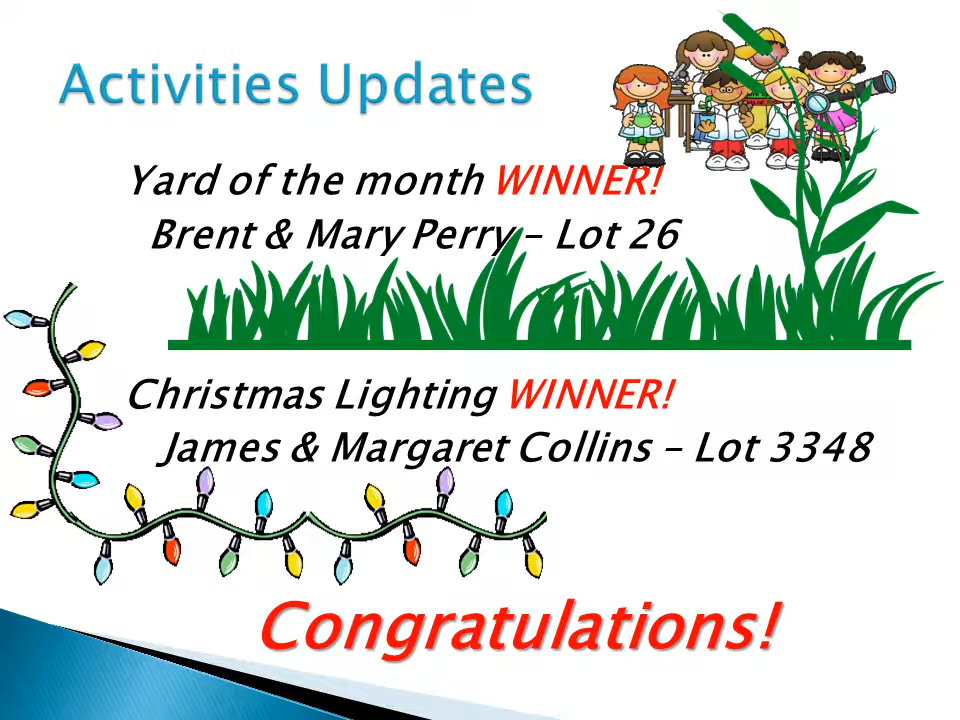 Activities Updates
Yard of the month WINNER!
Brent & Mary Perry – Lot 26
Christmas Lighting WINNER!
James & Margaret Collins – Lot 3348
Congratulations!